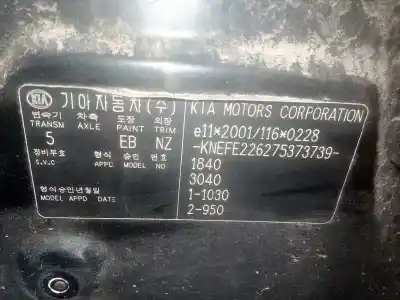 KIA 기아자동차(수) KIA MOTORS CORPORATION
변속기 차축 도장 의장
TRANSM AXLE PAINT TRIM
5 EB NZ
e11*2001/116*0228
-KNEFE226275373739-
정비부호 형식 승인 번호
S.V.C APPD MODEL NO
1840
3040
형식승인년월일
MODEL APPD DATE
1-1030
2-950